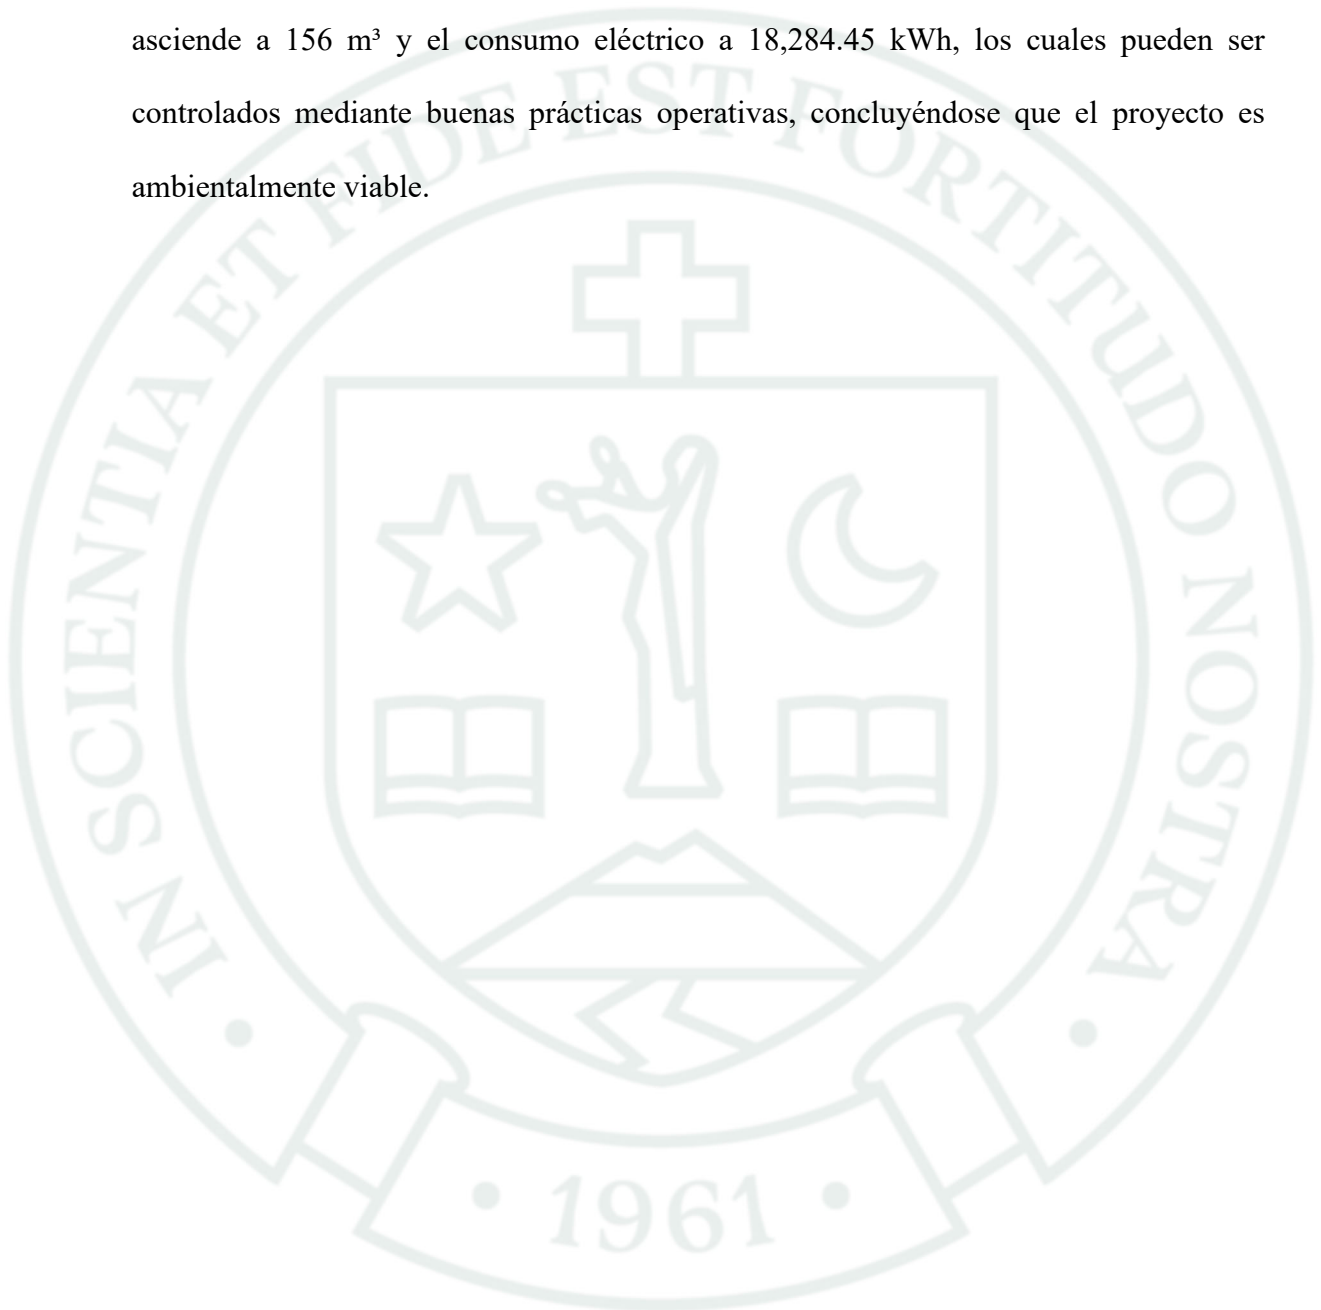 asciende a 156 m³ y el consumo eléctrico a 18,284.45 kWh, los cuales pueden ser
controlados mediante buenas prácticas operativas, concluyéndose que el proyecto es
ambientalmente viable.
IN SCIENTIA ET FIDE EST FORTITUDO NOSTRA
• 1961 •